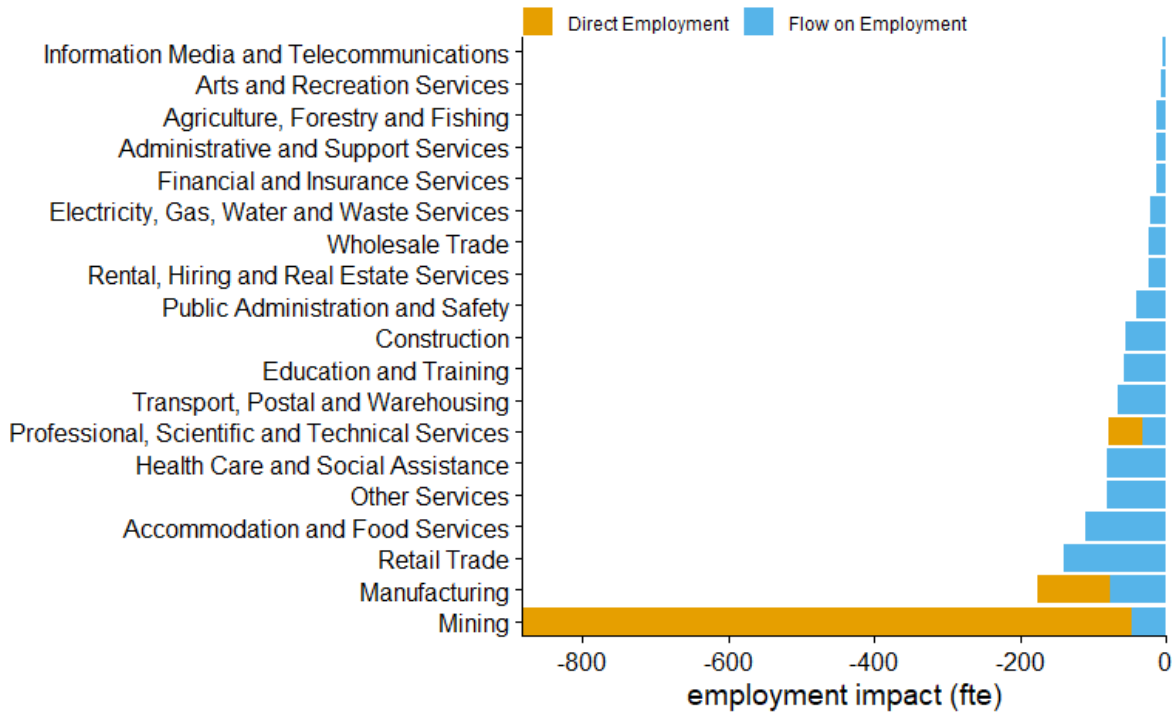 Direct Employment Flow on Employment
Information Media and Telecommunications
Arts and Recreation Services
Agriculture, Forestry and Fishing
Administrative and Support Services
Financial and Insurance Services
Electricity, Gas, Water and Waste Services
Wholesale Trade
Rental, Hiring and Real Estate Services
Public Administration and Safety
Construction
Education and Training
Transport, Postal and Warehousing
Professional, Scientific and Technical Services
Health Care and Social Assistance
Other Services
Accommodation and Food Services
Retail Trade
Manufacturing
Mining
-800 -600 -400 -200 0
employment impact (fte)